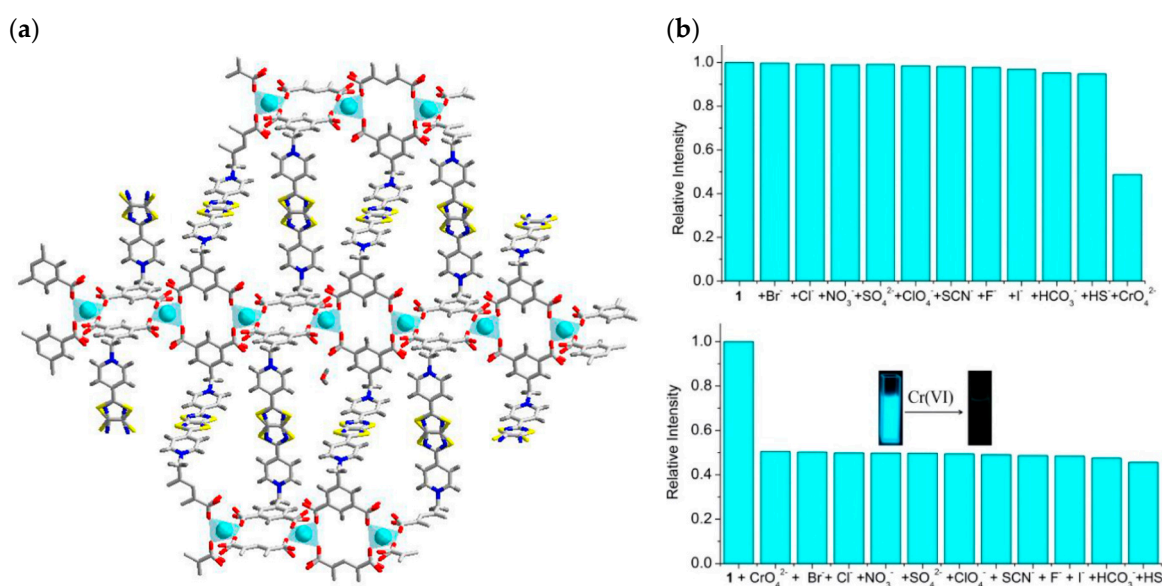 (a)
(b)
1.0
0.8
0.6
0.4
0.2
0.0
Relative Intensity
1 +Br⁻ +Cl⁻ +NO₃⁻ +SO₄²⁻ +ClO₄⁻ +SCN⁻ +F⁻ +I⁻ +HCO₃⁻ +HS⁻ +CrO₄²⁻
1.0
0.8
0.6
0.4
0.2
0.0
Relative Intensity
Cr(VI)
1 + CrO₄²⁻ + Br⁻ + Cl⁻ +NO₃⁻ +SO₄²⁻ +ClO₄⁻ + SCN⁻ + F⁻ + I⁻ +HCO₃⁻ +HS⁻